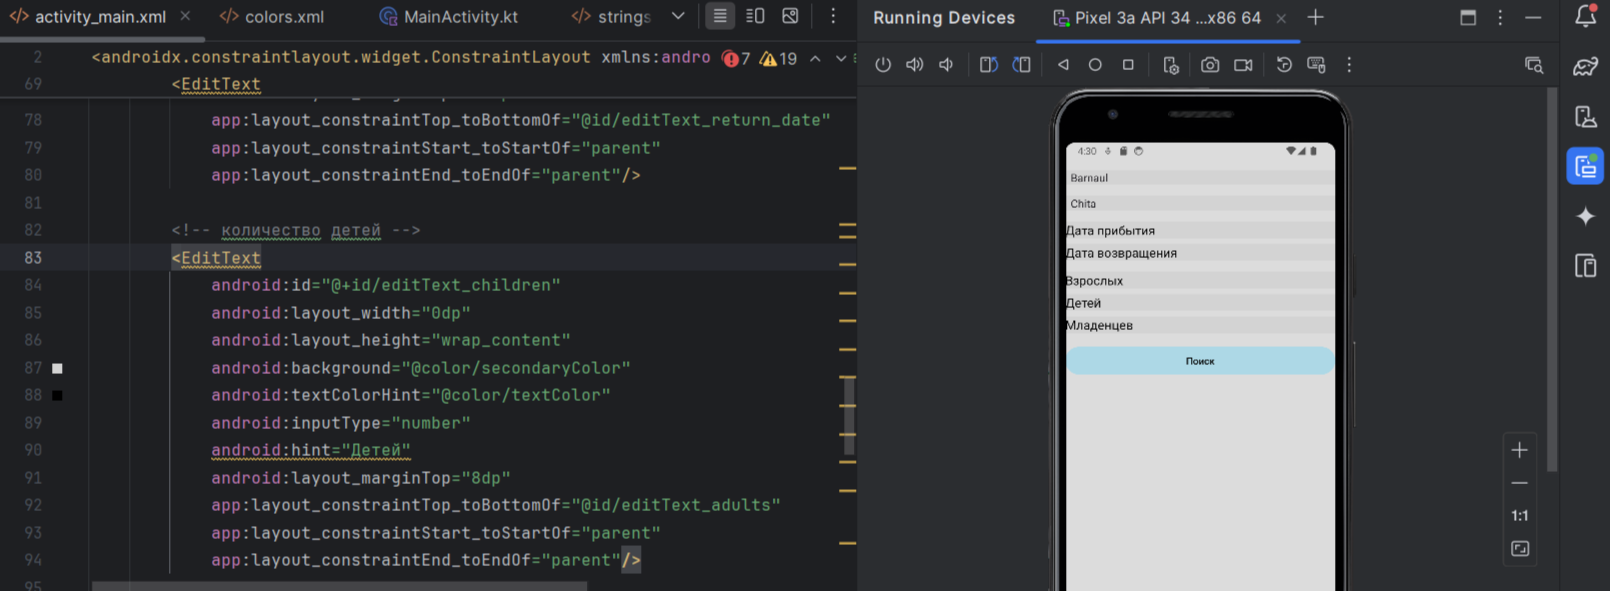 activity_main.xml colors.xml MainActivity.kt strings
Running Devices Pixel 3a API 34 ...x86 64
2 <androidx.constraintlayout.widget.ConstraintLayout xmlns:andro 7 19
69 <EditText
78 app:layout_constraintTop_toBottomOf="@id/editText_return_date"
79 app:layout_constraintStart_toStartOf="parent"
80 app:layout_constraintEnd_toEndOf="parent"/>
81
82 <!-- количество детей -->
83 <EditText
84 android:id="@+id/editText_children"
85 android:layout_width="0dp"
86 android:layout_height="wrap_content"
87 android:background="@color/secondaryColor"
88 android:textColorHint="@color/textColor"
89 android:inputType="number"
90 android:hint="Детей"
91 android:layout_marginTop="8dp"
92 app:layout_constraintTop_toBottomOf="@id/editText_adults"
93 app:layout_constraintStart_toStartOf="parent"
94 app:layout_constraintEnd_toEndOf="parent"/>
95
4:30
Barnaul
Chita
Дата прибытия
Дата возвращения
Взрослых
Детей
Младенцев
Поиск
1:1